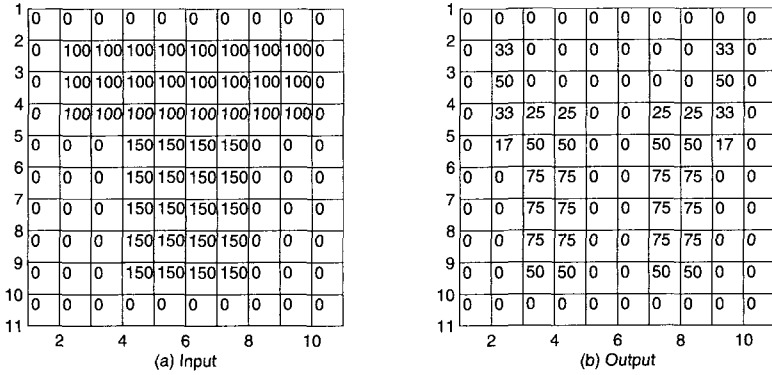 1 0 0 0 0 0 0 0 0 0 0
2 0 100 100 100 100 100 100 100 100 0
3 0 100 100 100 100 100 100 100 100 0
4 0 100 100 100 100 100 100 100 100 0
5 0 0 0 150 150 150 150 0 0 0
6 0 0 0 150 150 150 150 0 0 0
7 0 0 0 150 150 150 150 0 0 0
8 0 0 0 150 150 150 150 0 0 0
9 0 0 0 150 150 150 150 0 0 0
10 0 0 0 0 0 0 0 0 0 0
11
2 4 6 8 10
(a) Input
1 0 0 0 0 0 0 0 0 0 0
2 0 33 0 0 0 0 0 0 33 0
3 0 50 0 0 0 0 0 0 50 0
4 0 33 25 25 0 0 25 25 33 0
5 0 17 50 50 0 0 50 50 17 0
6 0 0 75 75 0 0 75 75 0 0
7 0 0 75 75 0 0 75 75 0 0
8 0 0 75 75 0 0 75 75 0 0
9 0 0 50 50 0 0 50 50 0 0
10 0 0 0 0 0 0 0 0 0 0
11
2 4 6 8 10
(b) Output